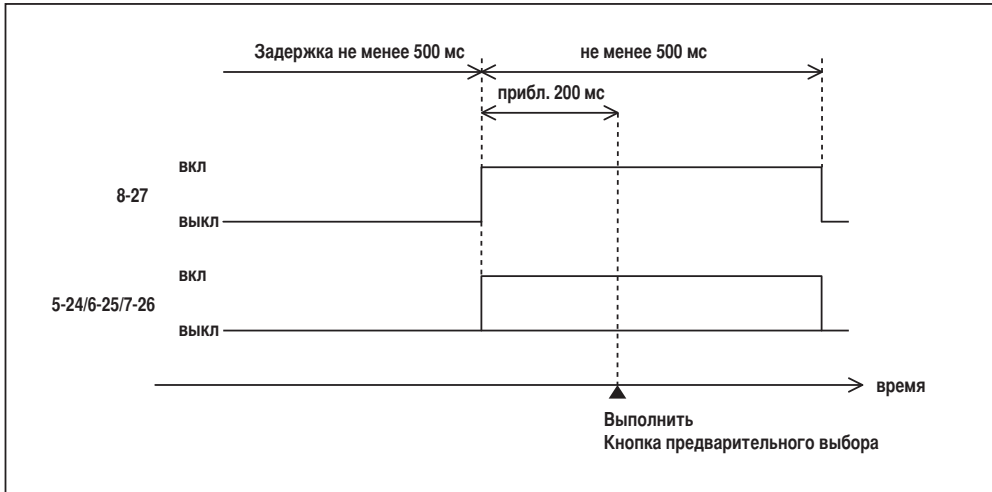 Задержка не менее 500 мс
не менее 500 мс
прибл. 200 мс
вкл
8-27
выкл
вкл
5-24/6-25/7-26
выкл
время
Выполнить
Кнопка предварительного выбора